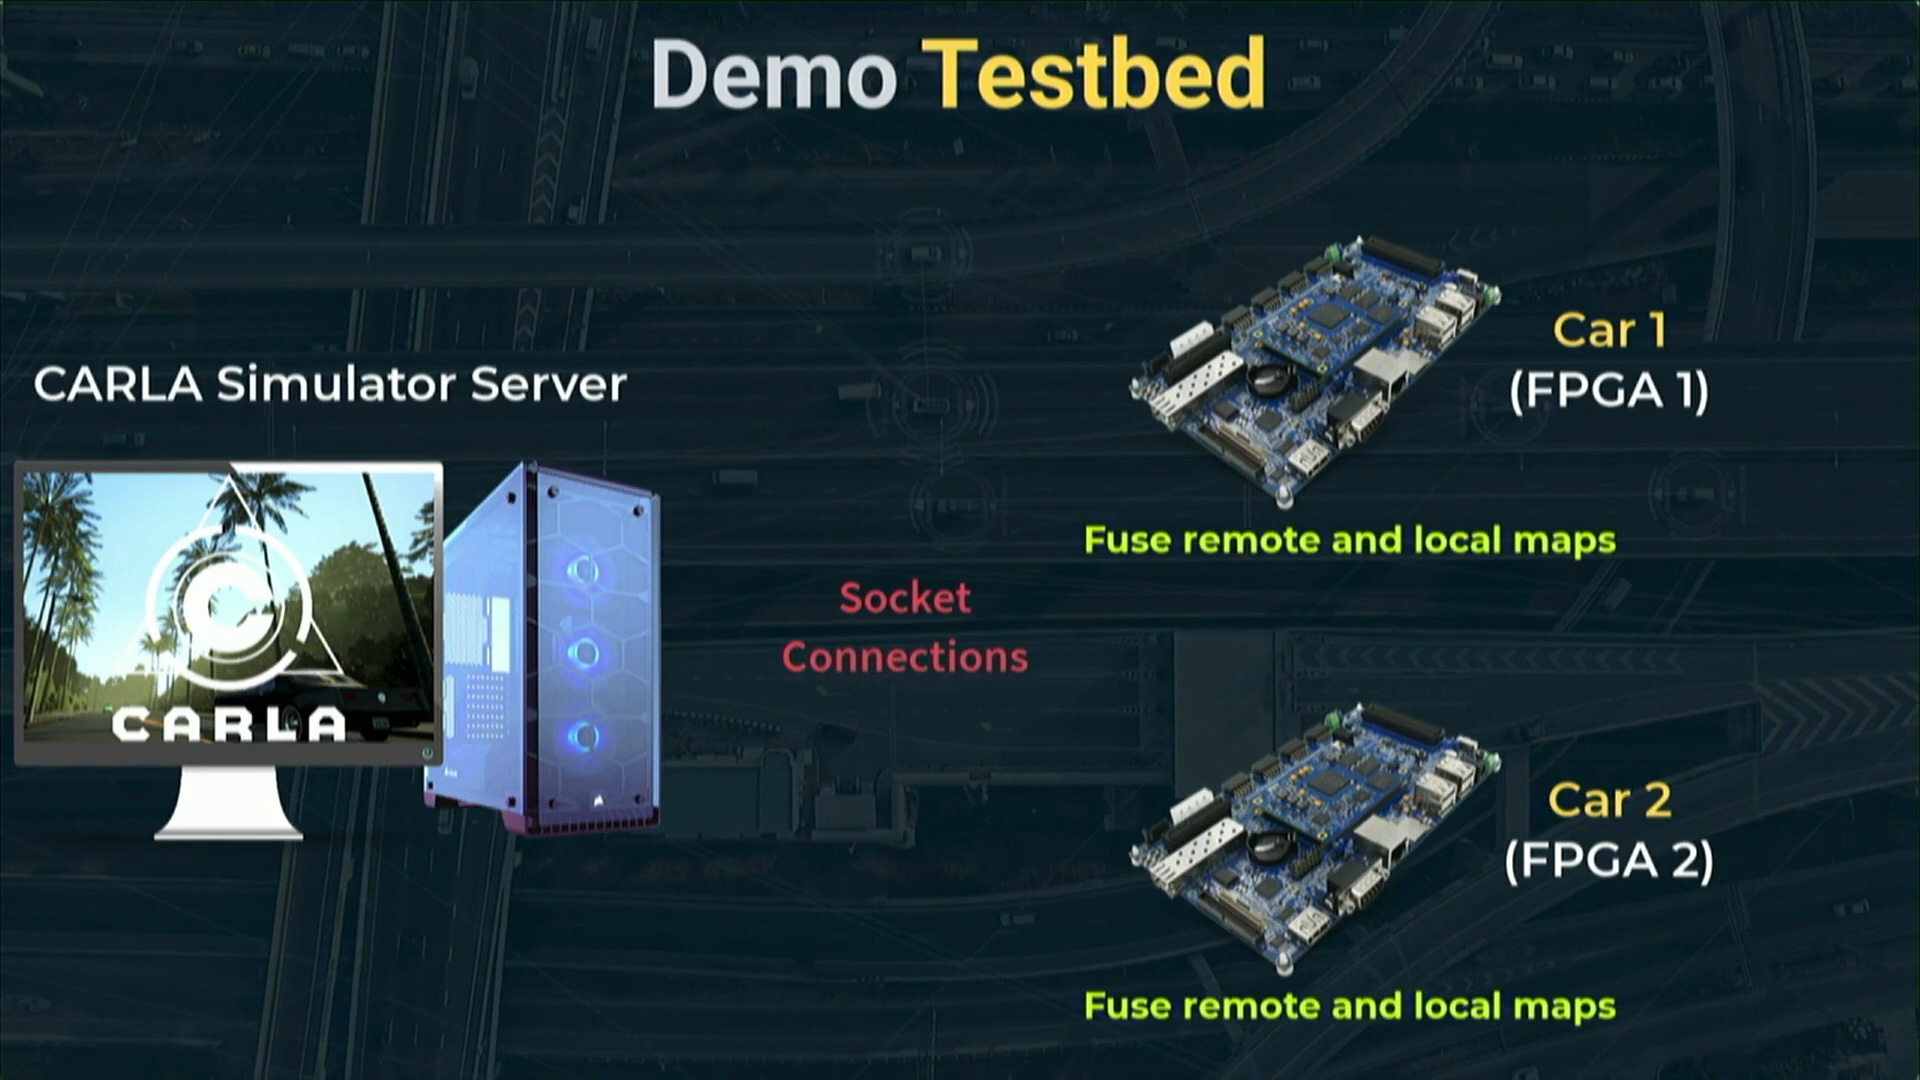 Demo Testbed
CARLA Simulator Server
CARLA
Socket
Connections
Car 1
(FPGA 1)
Fuse remote and local maps
Car 2
(FPGA 2)
Fuse remote and local maps